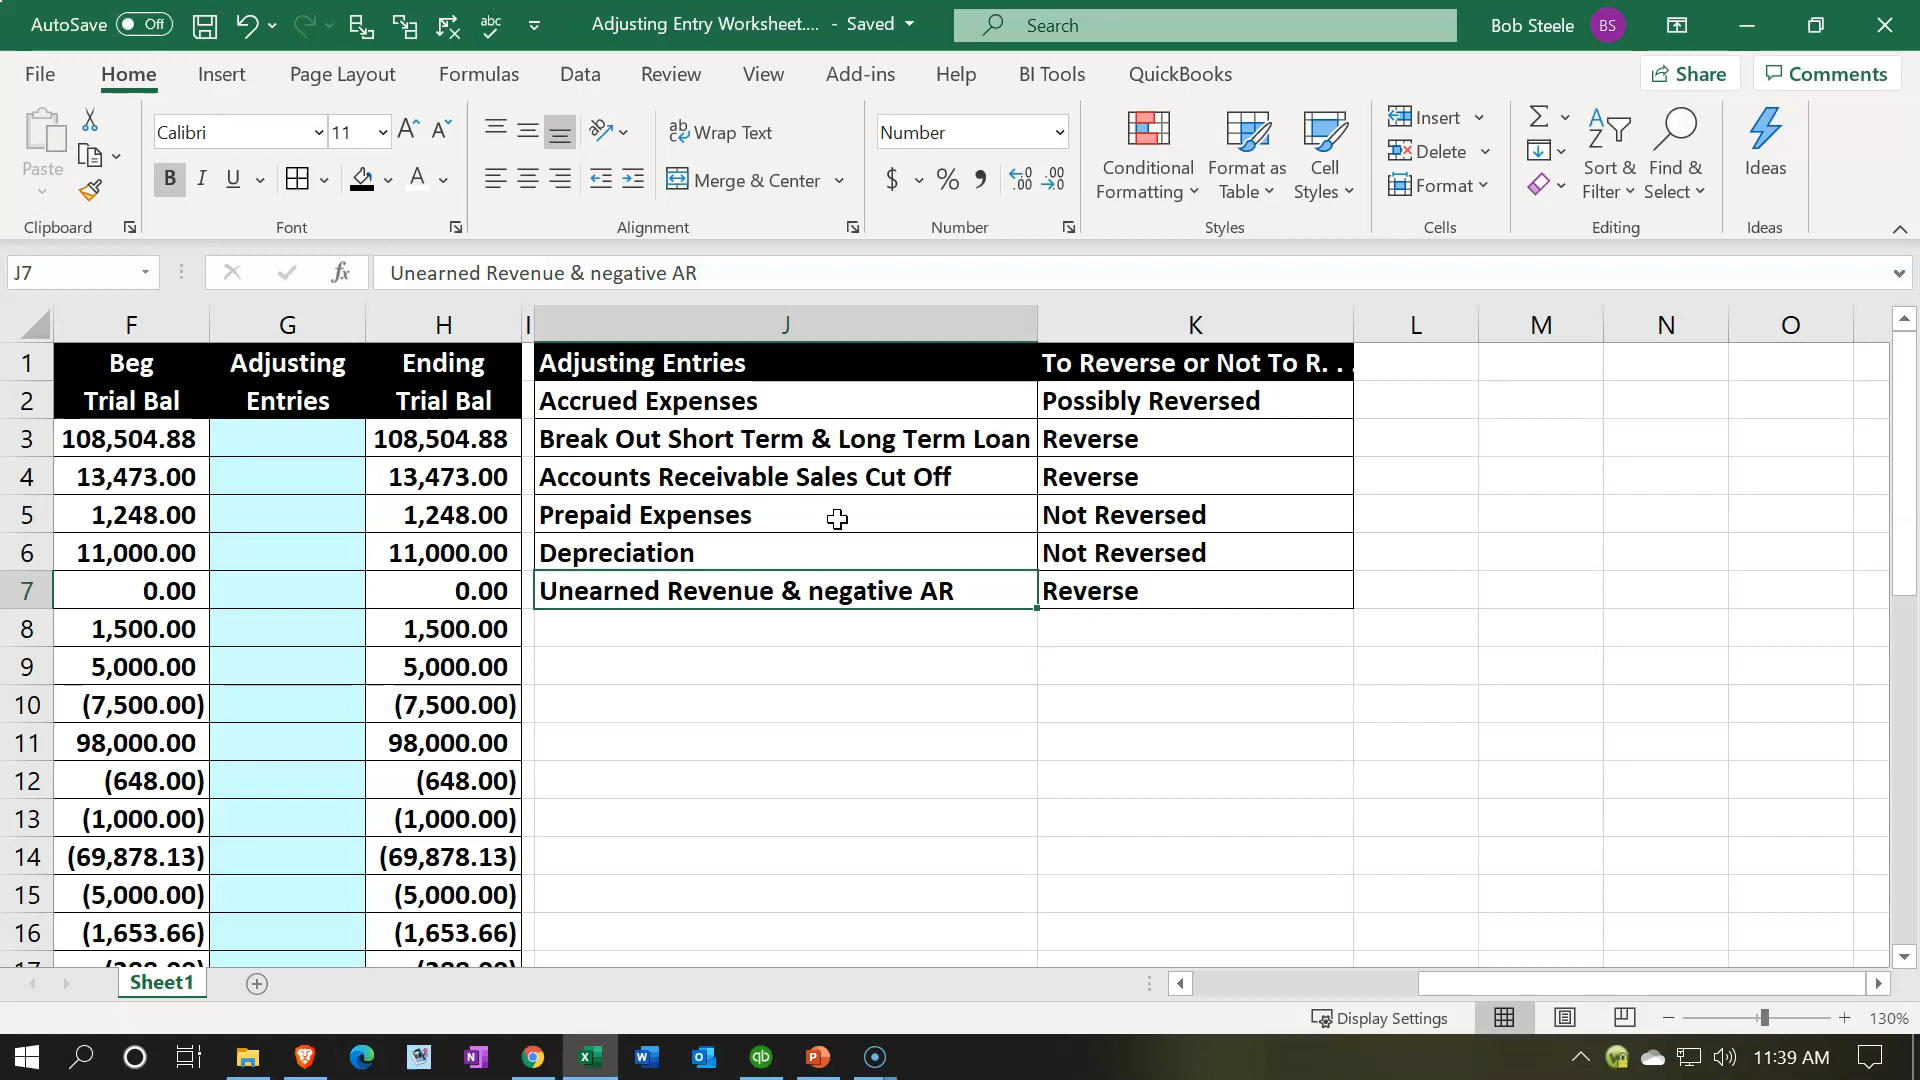 AutoSave Off abc Adjusting Entry Worksheet.... - Saved Search Bob Steele BS
File Home Insert Page Layout Formulas Data Review View Add-ins Help BI Tools QuickBooks Share Comments
Paste
Clipboard
Calibri 11
B I U
Font
Wrap Text
Merge & Center
Alignment
Number
$ % 9
Number
Conditional Formatting
Format as Table
Cell Styles
Styles
Insert
Delete
Format
Cells
Sort & Filter
Find & Select
Editing
Ideas
Ideas
J7 fx Unearned Revenue & negative AR
F G H I J K L M N O
1 Beg Adjusting Ending Adjusting Entries To Reverse or Not To R. . .
2 Trial Bal Entries Trial Bal Accrued Expenses Possibly Reversed
3 108,504.88 108,504.88 Break Out Short Term & Long Term Loan Reverse
4 13,473.00 13,473.00 Accounts Receivable Sales Cut Off Reverse
5 1,248.00 1,248.00 Prepaid Expenses Not Reversed
6 11,000.00 11,000.00 Depreciation Not Reversed
7 0.00 0.00 Unearned Revenue & negative AR Reverse
8 1,500.00 1,500.00
9 5,000.00 5,000.00
10 (7,500.00) (7,500.00)
11 98,000.00 98,000.00
12 (648.00) (648.00)
13 (1,000.00) (1,000.00)
14 (69,878.13) (69,878.13)
15 (5,000.00) (5,000.00)
16 (1,653.66) (1,653.66)
Sheet1
Display Settings 130%
11:39 AM